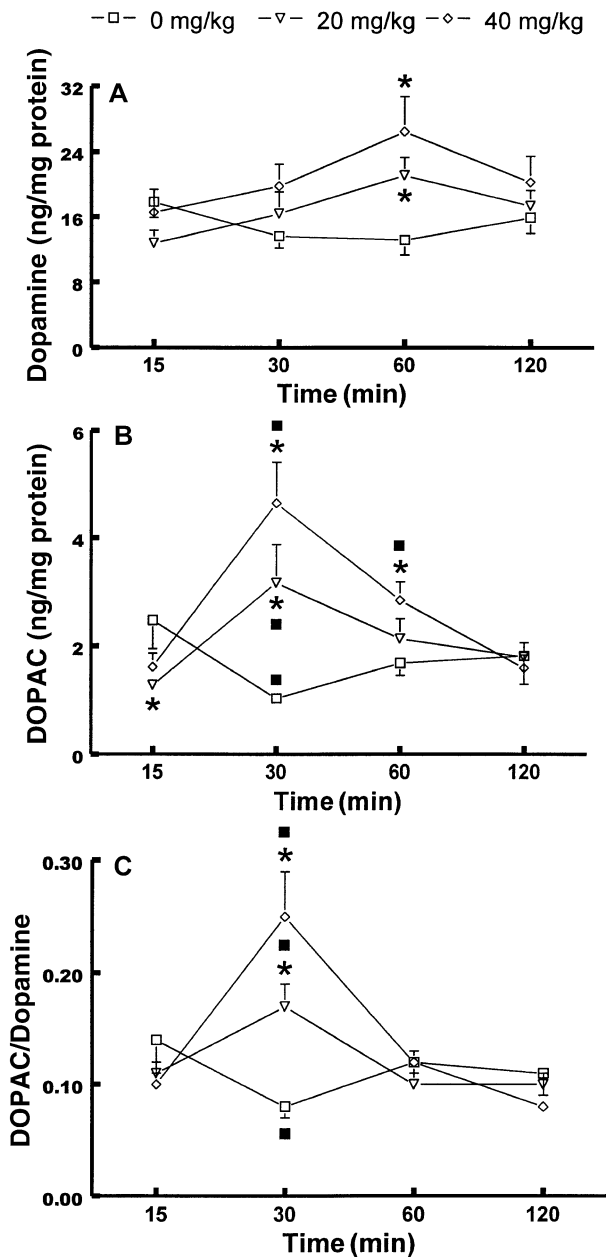 0 mg/kg 20 mg/kg 40 mg/kg
A
Dopamine (ng/mg protein)
32
24
16
8
0
* *
15 30 60 120
Time (min)
B
DOPAC (ng/mg protein)
6
4
2
0
* * * *
15 30 60 120
Time (min)
C
DOPAC/Dopamine
0.30
0.20
0.10
0.00
* *
15 30 60 120
Time (min)